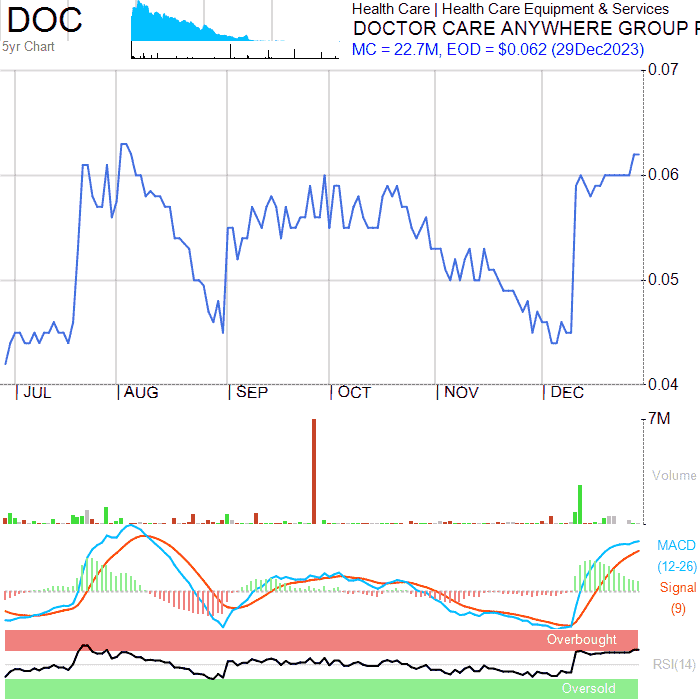 DOC
5yr Chart
Health Care | Health Care Equipment & Services
DOCTOR CARE ANYWHERE GROUP
MC = 22.7M, EOD = $0.062 (29Dec2023)
0.07
0.06
0.05
0.04
JUL AUG SEP OCT NOV DEC
7M
Volume
MACD
(12-26)
Signal
(9)
Overbought
RSI(14)
Oversold